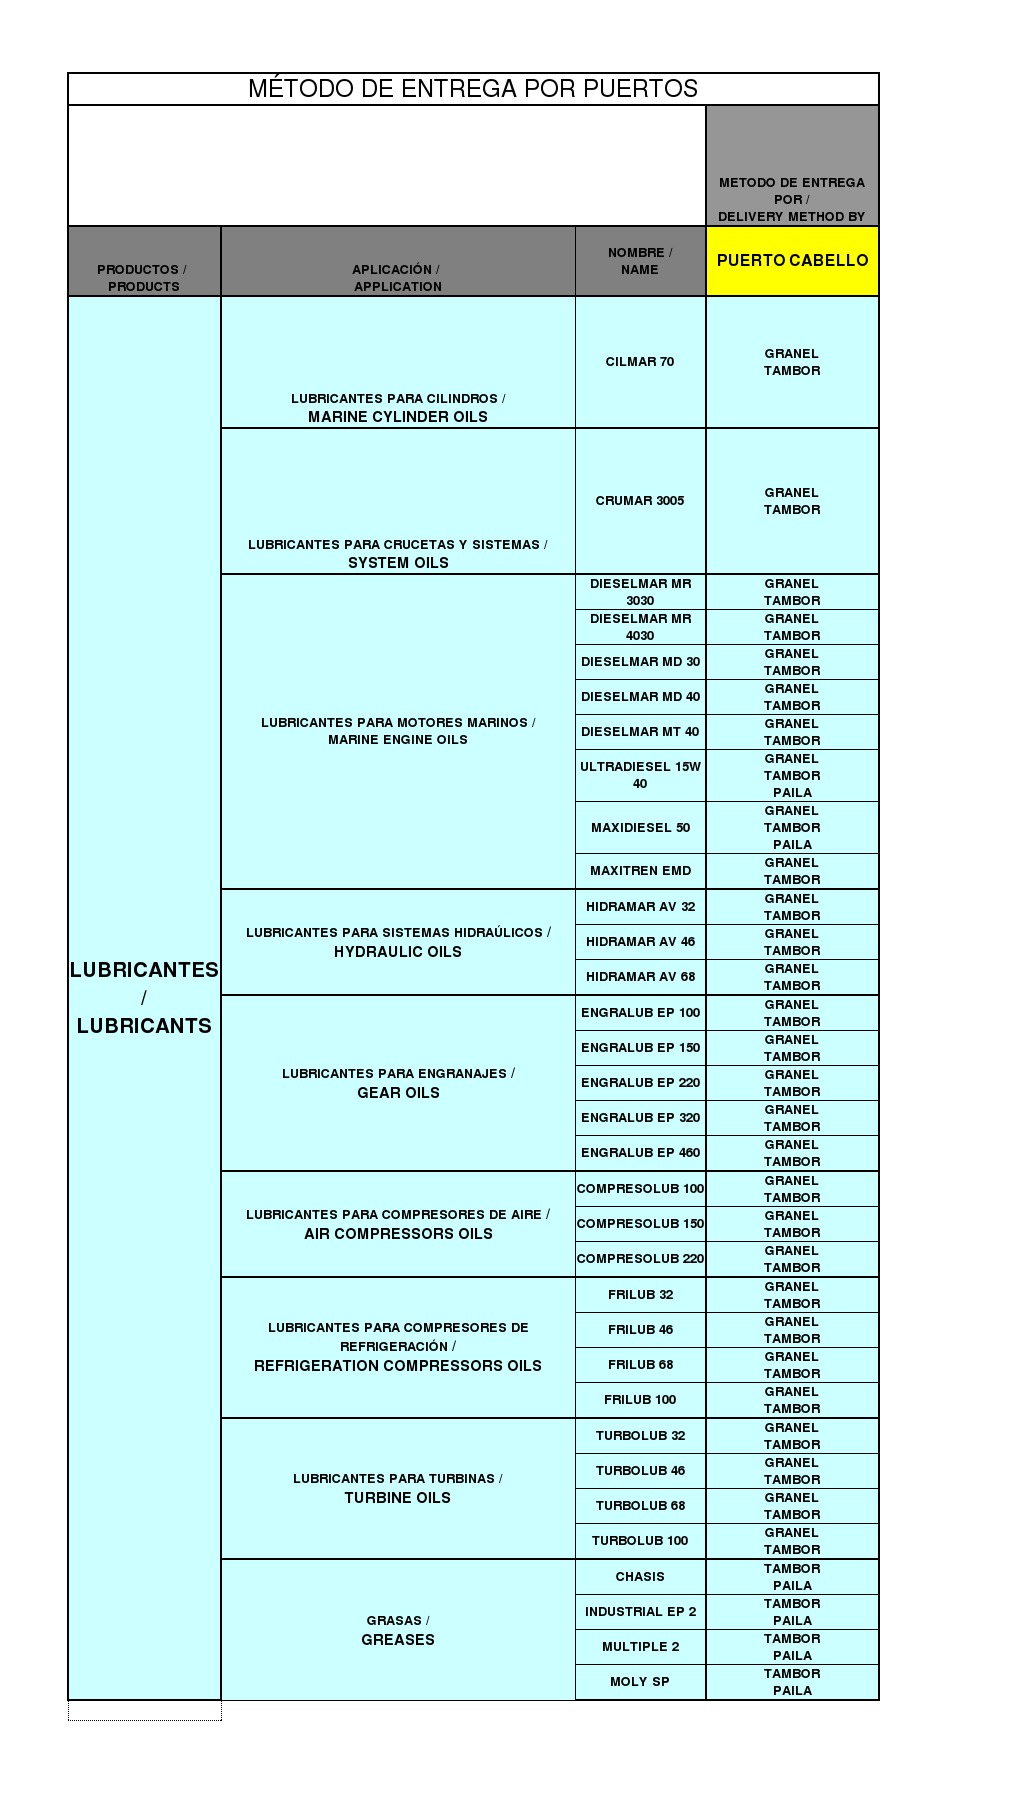 MÉTODO DE ENTREGA POR PUERTOS
METODO DE ENTREGA
POR /
DELIVERY METHOD BY
PRODUCTOS /
PRODUCTS
APLICACIÓN /
APPLICATION
NOMBRE /
NAME
PUERTO CABELLO
LUBRICANTES
/
LUBRICANTS
LUBRICANTES PARA CILINDROS /
MARINE CYLINDER OILS
CILMAR 70
GRANEL
TAMBOR
LUBRICANTES PARA CRUCETAS Y SISTEMAS /
SYSTEM OILS
CRUMAR 3005
GRANEL
TAMBOR
LUBRICANTES PARA MOTORES MARINOS /
MARINE ENGINE OILS
DIESELMAR MR
3030
GRANEL
TAMBOR
DIESELMAR MR
4030
GRANEL
TAMBOR
DIESELMAR MD 30
GRANEL
TAMBOR
DIESELMAR MD 40
GRANEL
TAMBOR
DIESELMAR MT 40
GRANEL
TAMBOR
ULTRADIESEL 15W
40
GRANEL
TAMBOR
PAILA
MAXIDIESEL 50
GRANEL
TAMBOR
PAILA
MAXITREN EMD
GRANEL
TAMBOR
LUBRICANTES PARA SISTEMAS HIDRAÚLICOS /
HYDRAULIC OILS
HIDRAMAR AV 32
GRANEL
TAMBOR
HIDRAMAR AV 46
GRANEL
TAMBOR
HIDRAMAR AV 68
GRANEL
TAMBOR
LUBRICANTES PARA ENGRANAJES /
GEAR OILS
ENGRALUB EP 100
GRANEL
TAMBOR
ENGRALUB EP 150
GRANEL
TAMBOR
ENGRALUB EP 220
GRANEL
TAMBOR
ENGRALUB EP 320
GRANEL
TAMBOR
ENGRALUB EP 460
GRANEL
TAMBOR
LUBRICANTES PARA COMPRESORES DE AIRE /
AIR COMPRESSORS OILS
COMPRESOLUB 100
GRANEL
TAMBOR
COMPRESOLUB 150
GRANEL
TAMBOR
COMPRESOLUB 220
GRANEL
TAMBOR
LUBRICANTES PARA COMPRESORES DE
REFRIGERACIÓN /
REFRIGERATION COMPRESSORS OILS
FRILUB 32
GRANEL
TAMBOR
FRILUB 46
GRANEL
TAMBOR
FRILUB 68
GRANEL
TAMBOR
FRILUB 100
GRANEL
TAMBOR
LUBRICANTES PARA TURBINAS /
TURBINE OILS
TURBOLUB 32
GRANEL
TAMBOR
TURBOLUB 46
GRANEL
TAMBOR
TURBOLUB 68
GRANEL
TAMBOR
TURBOLUB 100
GRANEL
TAMBOR
GRASAS /
GREASES
CHASIS
TAMBOR
PAILA
INDUSTRIAL EP 2
TAMBOR
PAILA
MULTIPLE 2
TAMBOR
PAILA
MOLY SP
TAMBOR
PAILA